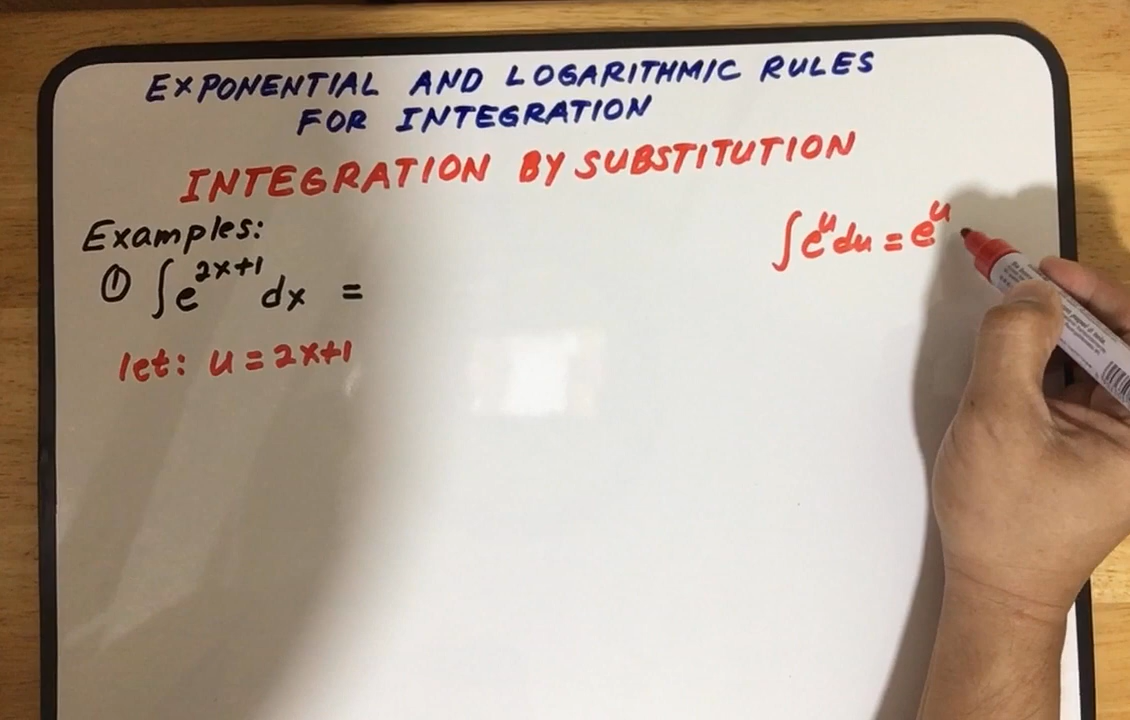 EXPONENTIAL AND LOGARITHMIC RULES
FOR INTEGRATION
INTEGRATION BY SUBSTITUTION
Examples:
① ∫e^{2x+1} dx =
let: u = 2x+1
∫e^u du = e^u